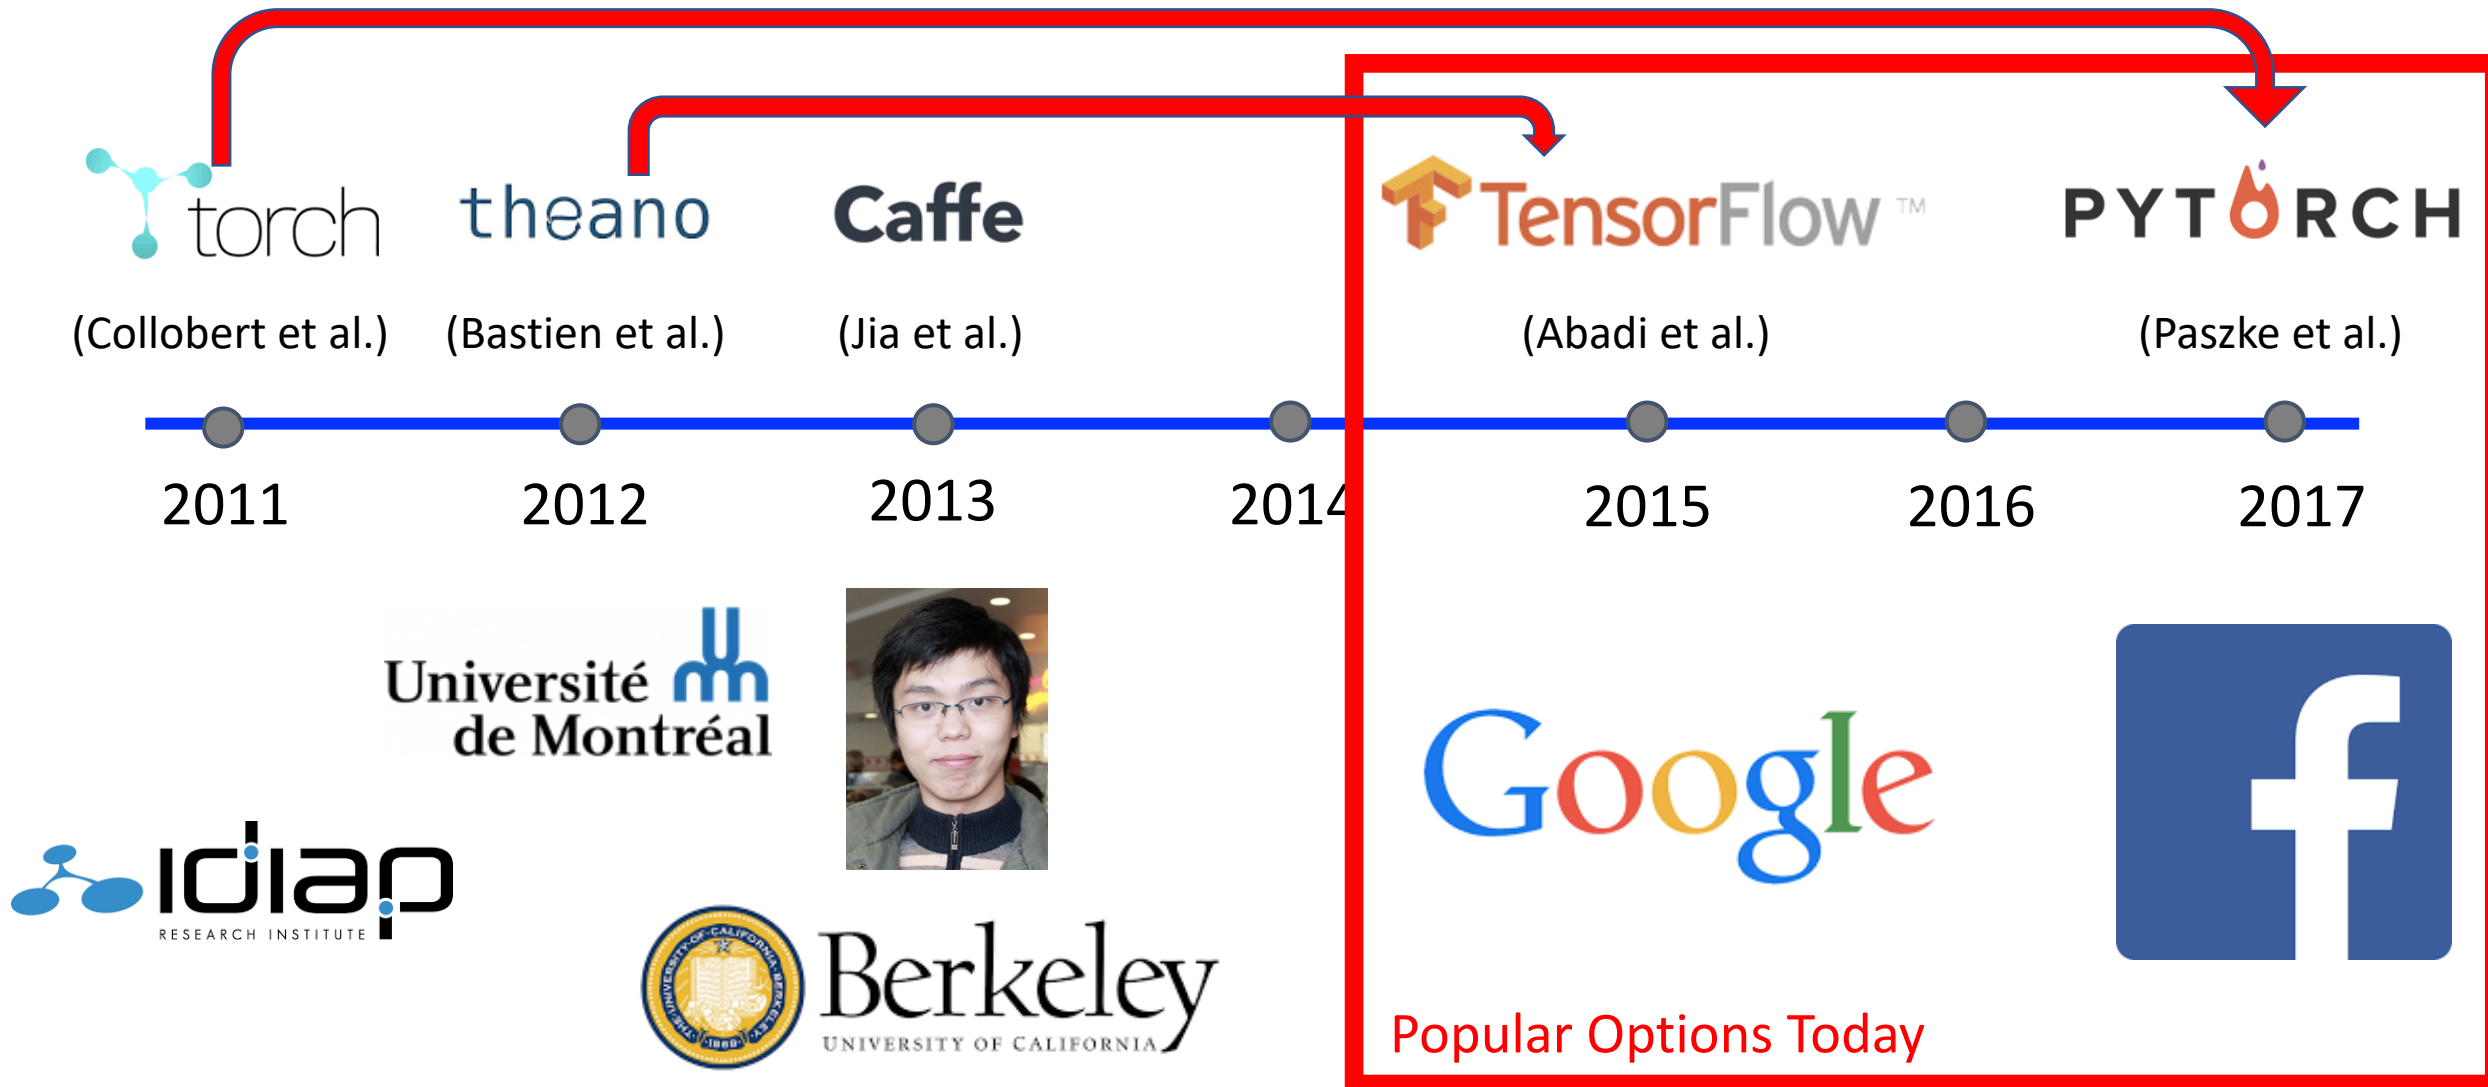 torch
theano
Caffe
TensorFlow ™
PYTORCH
(Collobert et al.)
(Bastien et al.)
(Jia et al.)
(Abadi et al.)
(Paszke et al.)
2011
2012
2013
2014
2015
2016
2017
Université
de Montréal
Google
idiap
RESEARCH INSTITUTE
Berkeley
UNIVERSITY OF CALIFORNIA
Popular Options Today